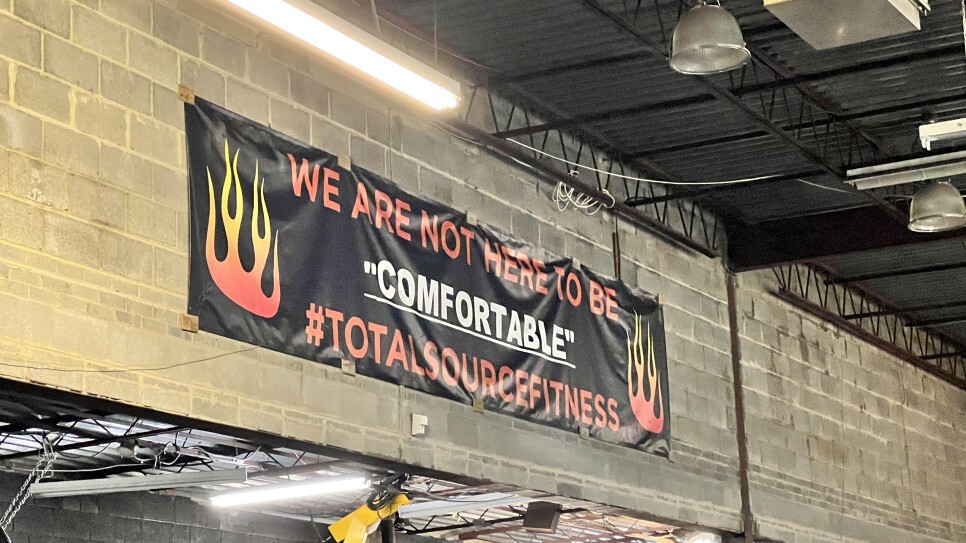 WE ARE NOT HERE TO BE
"COMFORTABLE"
#TOTALSOURCEFITNESS